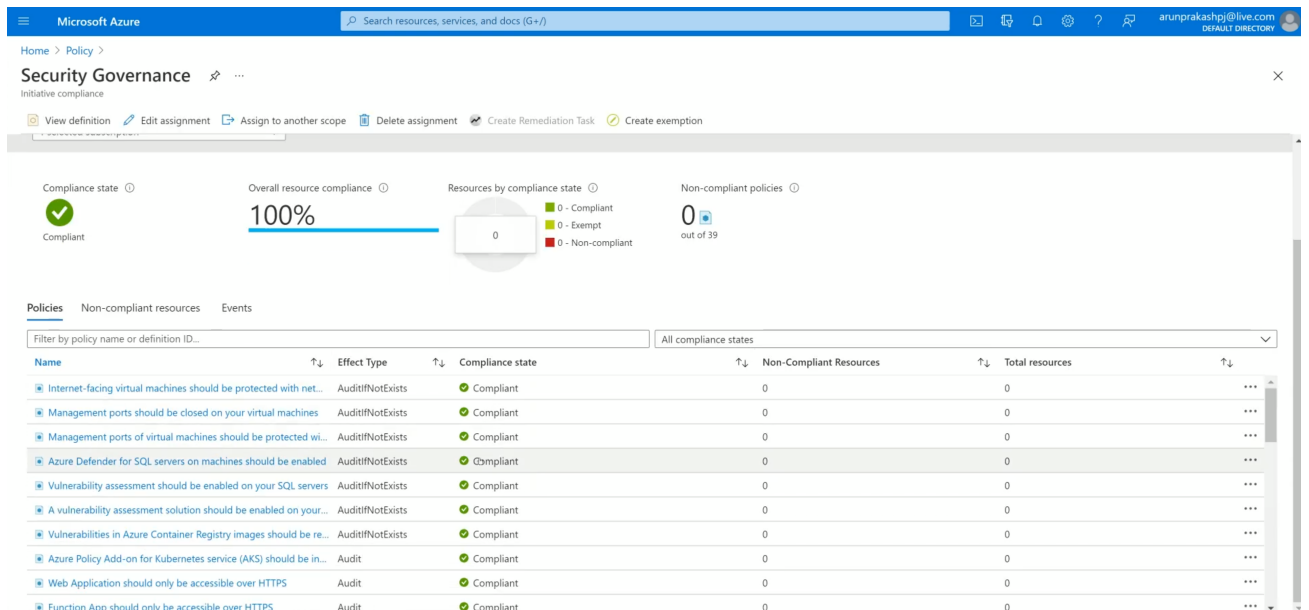 Microsoft Azure
Search resources, services, and docs (G+/)
arunprakashpj@live.com
DEFAULT DIRECTORY
Home > Policy >
Security Governance
Initiative compliance
View definition Edit assignment Assign to another scope Delete assignment Create Remediation Task Create exemption
Compliance state Overall resource compliance Resources by compliance state Non-compliant policies
Compliant
100%
0
0 - Compliant
0 - Exempt
0 - Non-compliant
0
out of 39
Policies Non-compliant resources Events
Filter by policy name or definition ID... All compliance states
Name Effect Type Compliance state Non-Compliant Resources Total resources
Internet-facing virtual machines should be protected with net... AuditIfNotExists Compliant 0 0
Management ports should be closed on your virtual machines AuditIfNotExists Compliant 0 0
Management ports of virtual machines should be protected wi... AuditIfNotExists Compliant 0 0
Azure Defender for SQL servers on machines should be enabled AuditIfNotExists Compliant 0 0
Vulnerability assessment should be enabled on your SQL servers AuditIfNotExists Compliant 0 0
A vulnerability assessment solution should be enabled on your... AuditIfNotExists Compliant 0 0
Vulnerabilities in Azure Container Registry images should be re... AuditIfNotExists Compliant 0 0
Azure Policy Add-on for Kubernetes service (AKS) should be in... Audit Compliant 0 0
Web Application should only be accessible over HTTPS Audit Compliant 0 0
Function App should only be accessible over HTTPS Audit Compliant 0 0